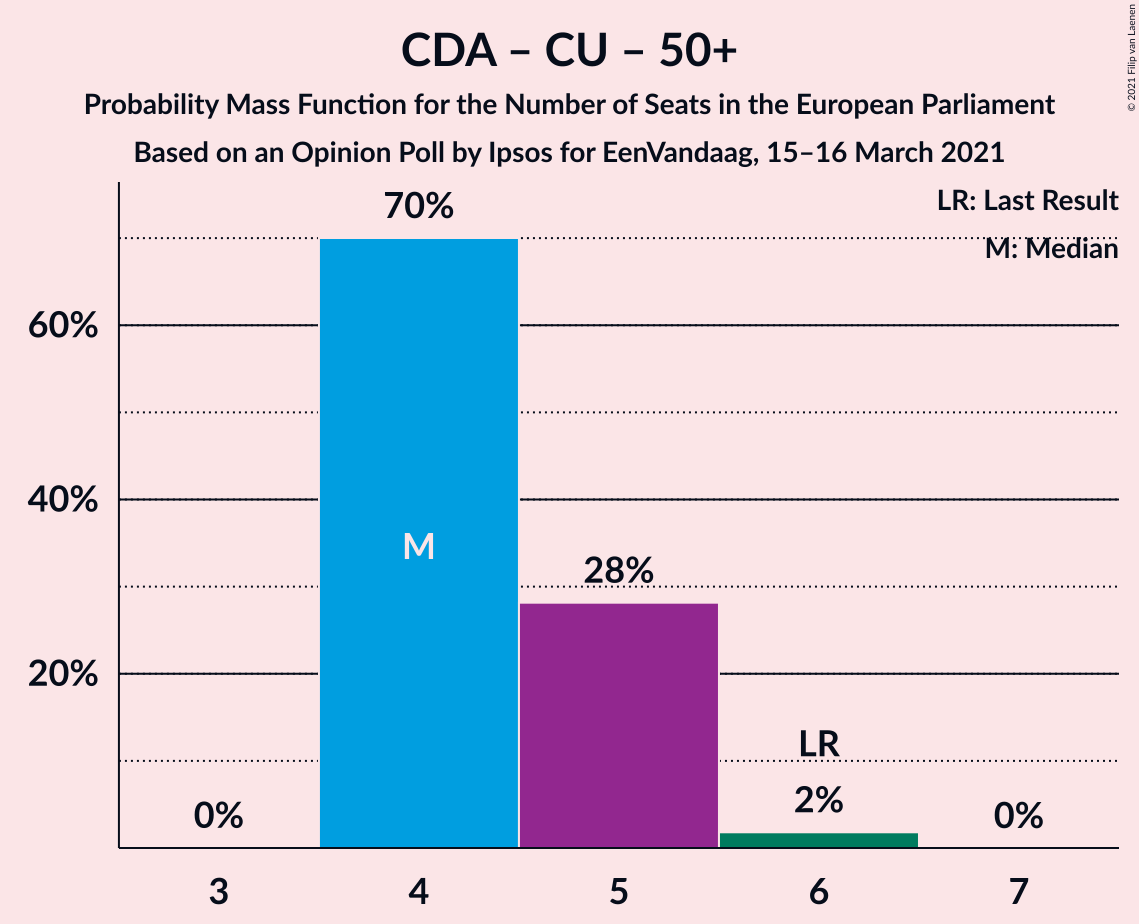 CDA – CU – 50+
Probability Mass Function for the Number of Seats in the European Parliament
Based on an Opinion Poll by Ipsos for EenVandaag, 15–16 March 2021
© 2021 Filip van Laenen
LR: Last Result
M: Median
70%
60%
40%
20%
M
28%
LR
2%
0%
0%
3
4
5
6
7